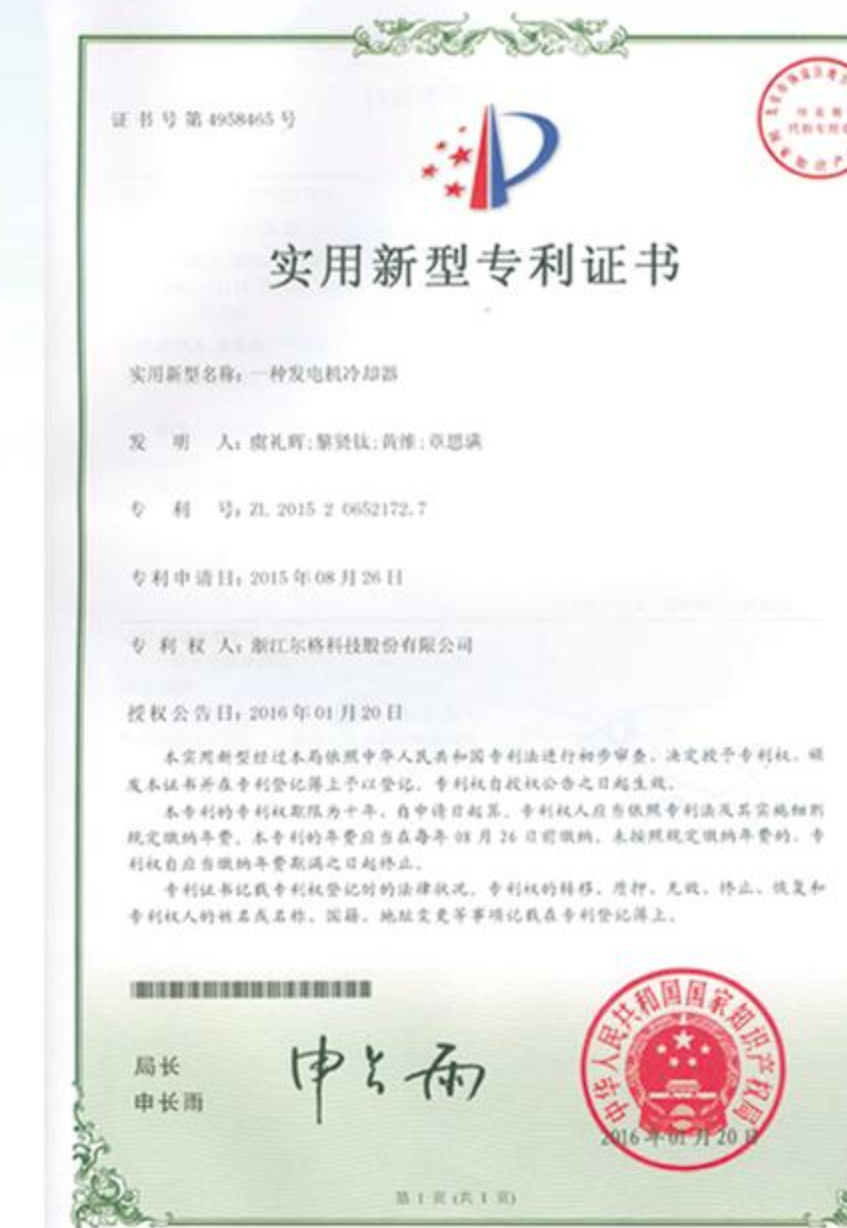 证书号第4958465号
实用新型专利证书
实用新型名称：一种发电机冷却器
发明人：虞礼辉;黎贤钛;黄维;章思满
专利号：ZL 2015 2 0652172.7
专利申请日：2015年08月26日
专利权人：浙江尔格科技股份有限公司
授权公告日：2016年01月20日
本实用新型经过本局依照中华人民共和国专利法进行初步审查，决定授予专利权，颁
发本证书并在专利登记簿上予以登记。专利权自授权公告之日起生效。
本专利的专利权期限为十年，自申请日起算。专利权人应当依照专利法及其实施细则
规定缴纳年费。本专利的年费应当在每年08月26日前缴纳。未按照规定缴纳年费的，专
利权自应当缴纳年费期满之日起终止。
专利证书记载专利权登记时的法律状况。专利权的转移、质押、无效、终止、恢复和
专利权人的姓名或名称、国籍、地址变更等事项记载在专利登记簿上。
局长
申长雨
申长雨
中华人民共和国国家知识产权局
2016年01月20日
第1页(共1页)